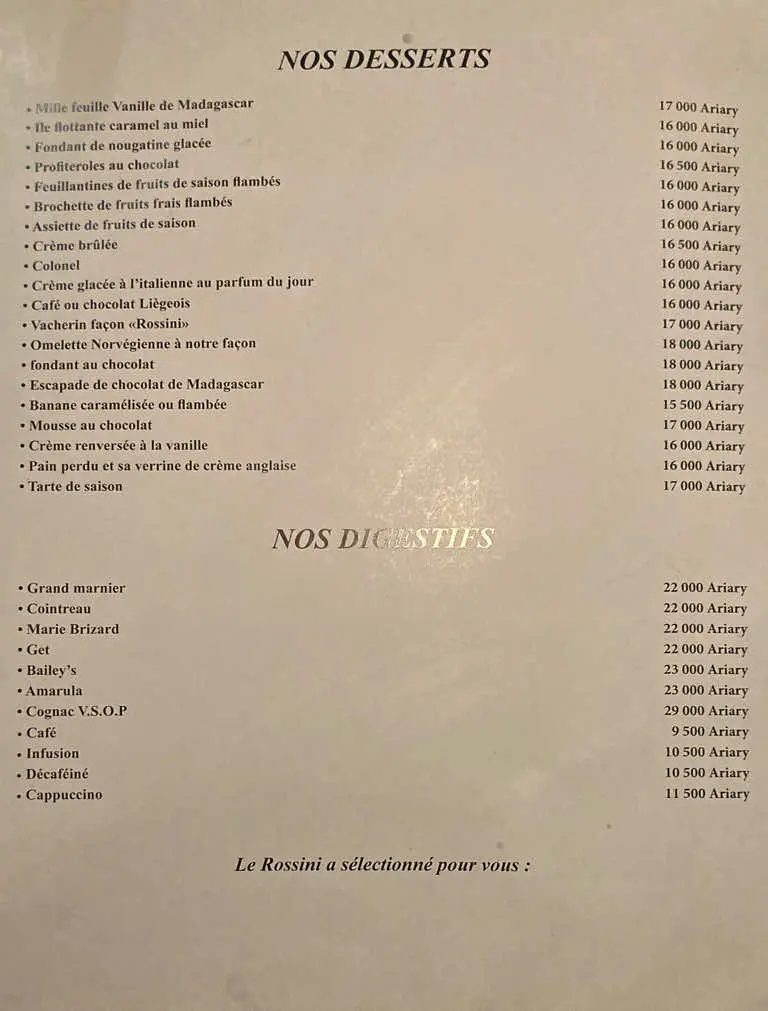 NOS DESSERTS
• Mille feuille Vanille de Madagascar 17 000 Ariary
• Ile flottante caramel au miel 16 000 Ariary
• Fondant de nougatine glacée 16 000 Ariary
• Profiteroles au chocolat 16 500 Ariary
• Feuillantines de fruits de saison flambés 16 000 Ariary
• Brochette de fruits frais flambés 16 000 Ariary
• Assiette de fruits de saison 16 000 Ariary
• Crème brûlée 16 500 Ariary
• Colonel 16 000 Ariary
• Crème glacée à l'italienne au parfum du jour 16 000 Ariary
• Café ou chocolat Liègeois 16 000 Ariary
• Vacherin façon «Rossini» 17 000 Ariary
• Omelette Norvégienne à notre façon 18 000 Ariary
• fondant au chocolat 18 000 Ariary
• Escapade de chocolat de Madagascar 18 000 Ariary
• Banane caramélisée ou flambée 15 500 Ariary
• Mousse au chocolat 17 000 Ariary
• Crème renversée à la vanille 16 000 Ariary
• Pain perdu et sa verrine de crème anglaise 16 000 Ariary
• Tarte de saison 17 000 Ariary
NOS DIGESTIFS
• Grand marnier 22 000 Ariary
• Cointreau 22 000 Ariary
• Marie Brizard 22 000 Ariary
• Get 22 000 Ariary
• Bailey's 23 000 Ariary
• Amarula 23 000 Ariary
• Cognac V.S.O.P 29 000 Ariary
• Café 9 500 Ariary
• Infusion 10 500 Ariary
• Décaféiné 10 500 Ariary
• Cappuccino 11 500 Ariary
Le Rossini a sélectionné pour vous :